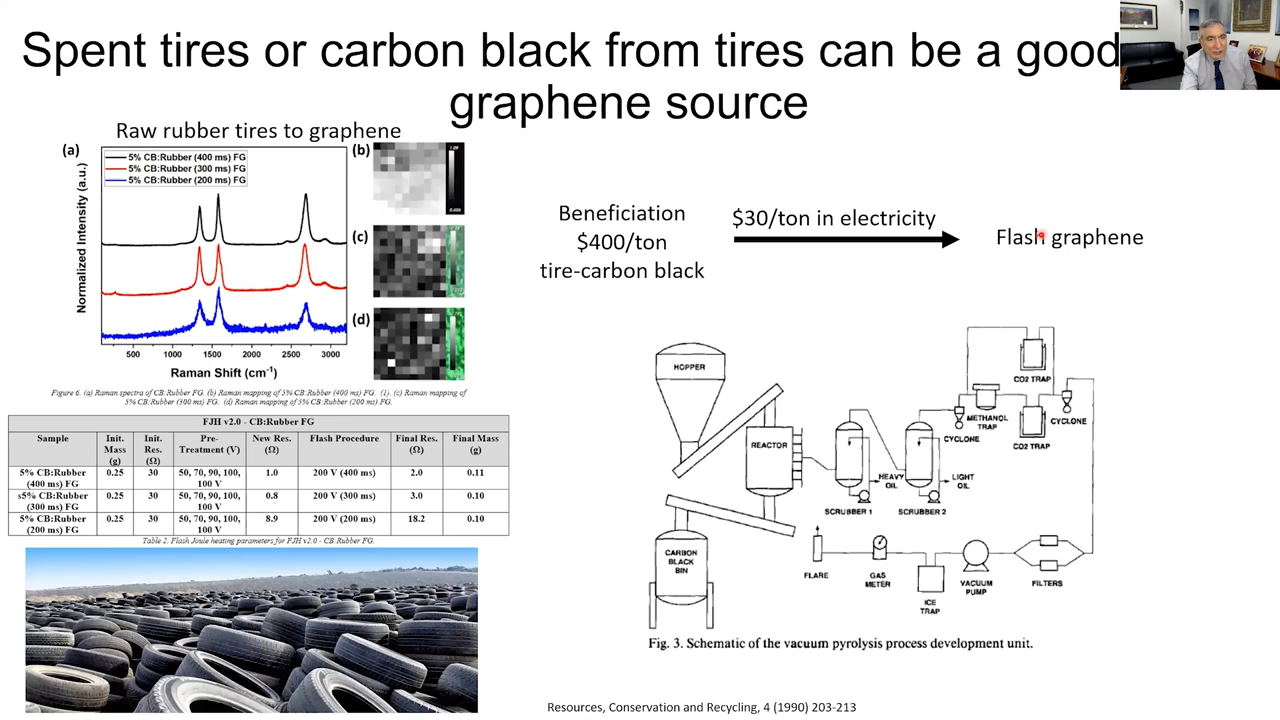 Spent tires or carbon black from tires can be a good
graphene source
Raw rubber tires to graphene
(a)
Normalized Intensity (a.u.)
5% CB:Rubber (400 ms) FG
5% CB:Rubber (300 ms) FG
5% CB:Rubber (200 ms) FG
500 1000 1500 2000 2500 3000
Raman Shift (cm-1)
(b)
(c)
(d)
Figure 6. (a) Raman spectra of CB:Rubber FG. (b) Raman mapping of 5% CB:Rubber (400 ms) FG. (1). (c) Raman mapping of
5% CB:Rubber (300 ms) FG. (d) Raman mapping of 5% CB:Rubber (200 ms) FG.
FJH v2.0 - CB:Rubber FG
Sample Init. Mass (g) Init. Res. (Ω) Pre-Treatment (V) New Res. (Ω) Flash Procedure Final Res. (Ω) Final Mass (g)
5% CB:Rubber (400 ms) FG 0.25 30 50, 70, 90, 100, 100 V 1.0 200 V (400 ms) 2.0 0.11
s5% CB:Rubber (300 ms) FG 0.25 30 50, 70, 90, 100, 100 V 0.8 200 V (300 ms) 3.0 0.10
5% CB:Rubber (200 ms) FG 0.25 30 50, 70, 90, 100, 100 V 8.9 200 V (200 ms) 18.2 0.10
Table 2. Flash Joule heating parameters for FJH v2.0 - CB:Rubber FG.
Beneficiation
$400/ton
tire-carbon black
$30/ton in electricity
Flash graphene
HOPPER
REACTOR
CARBON
BLACK
BIN
HEAVY
OIL
SCRUBBER 1
LIGHT
OIL
SCRUBBER 2
CYCLONE
METHANOL
TRAP
CO2 TRAP
CO2 TRAP
CYCLONE
FLARE
GAS
METER
ICE
TRAP
VACUUM
PUMP
FILTERS
Fig. 3. Schematic of the vacuum pyrolysis process development unit.
Resources, Conservation and Recycling, 4 (1990) 203-213